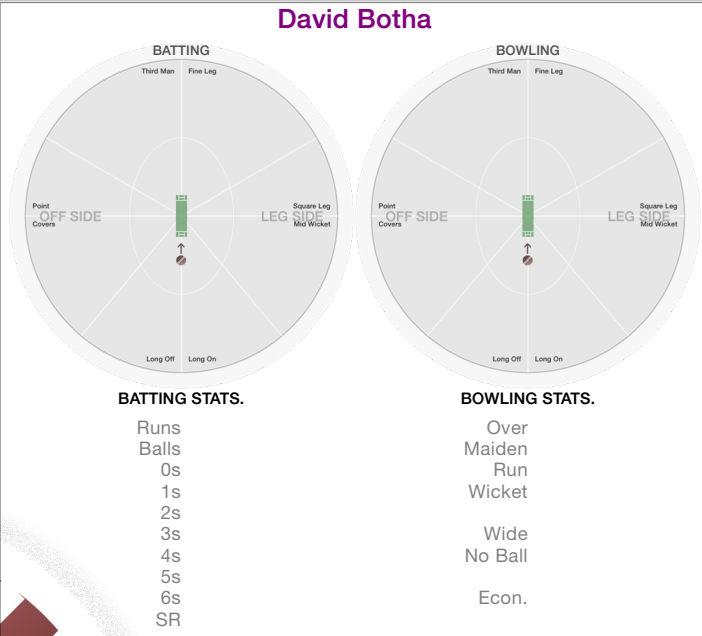 David Botha
BATTING
Third Man Fine Leg
Point
OFF SIDE
Covers
Square Leg
LEG SIDE
Mid Wicket
Long Off Long On
BOWLING
Third Man Fine Leg
Point
OFF SIDE
Covers
Square Leg
LEG SIDE
Mid Wicket
Long Off Long On
BATTING STATS.
Runs
Balls
0s
1s
2s
3s
4s
5s
6s
SR
BOWLING STATS.
Over
Maiden
Run
Wicket
Wide
No Ball
Econ.